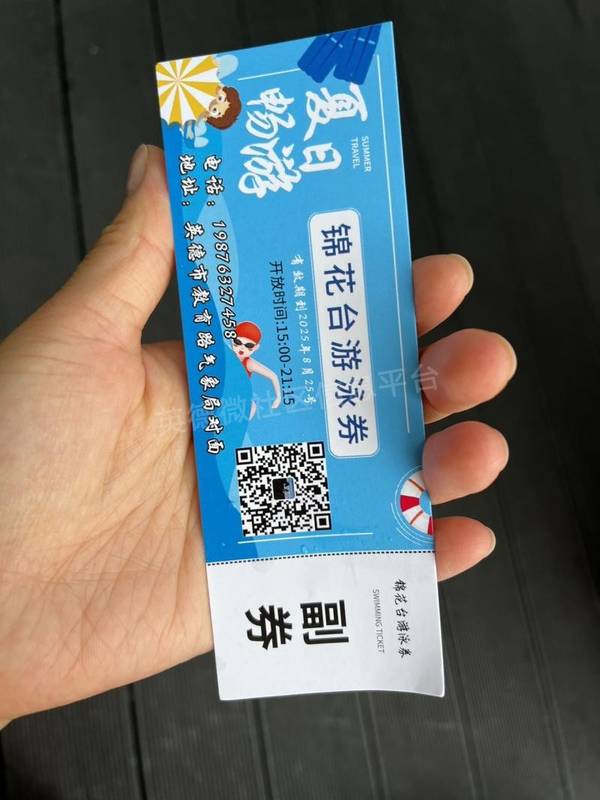 夏日
畅游
SUMMER
TRAVEL
锦花台游泳券
有效期到2025年8月25号
开放时间:15:00-21:15
电话：19876327458
地址：英德市教育路气象局对面
锦花台游泳券
SWIMMING TICKET
副
券